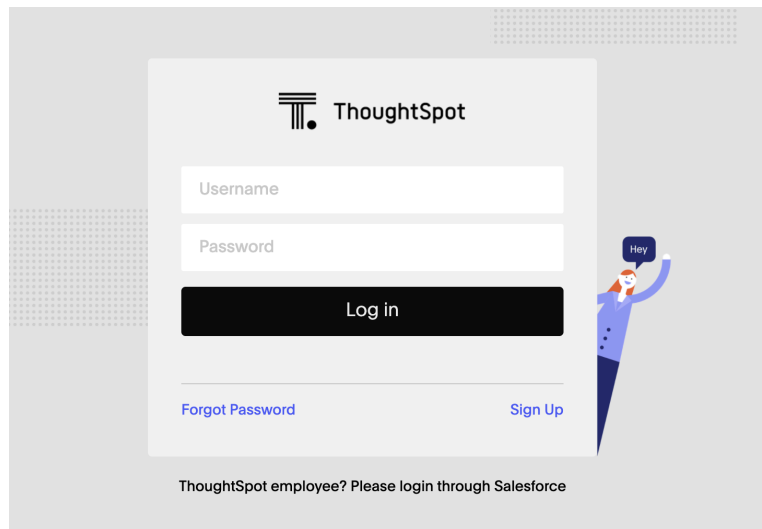 ThoughtSpot
Username
Password
Hey
Log in
Forgot Password
Sign Up
ThoughtSpot employee? Please login through Salesforce